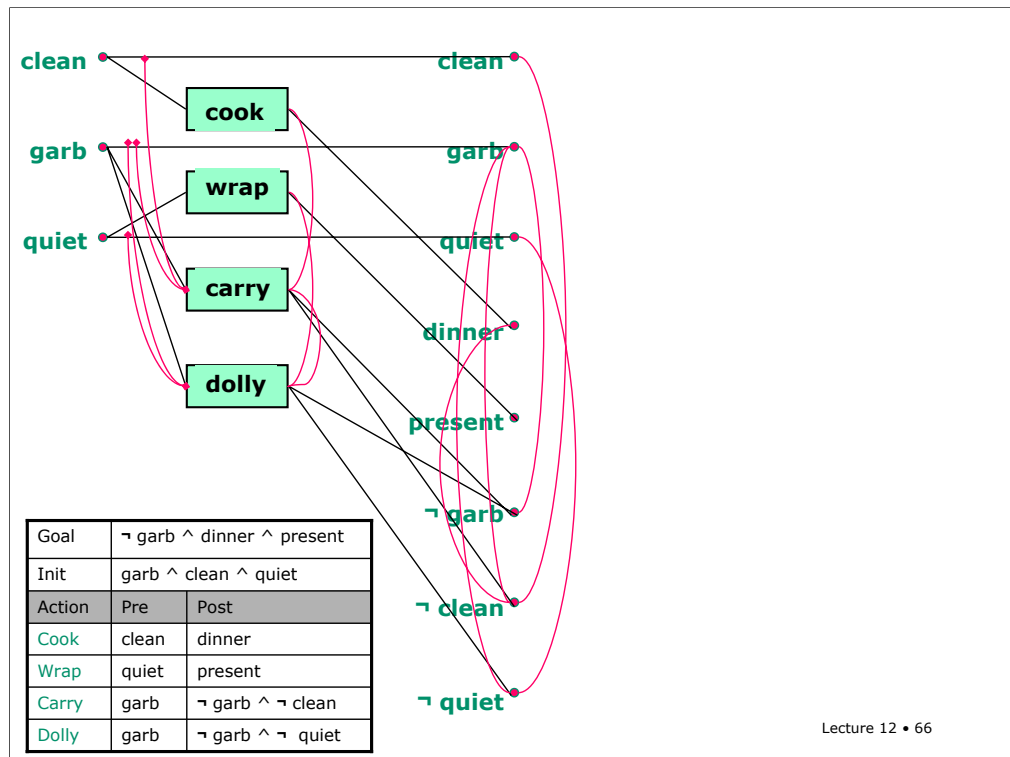 clean
clean
cook
garb
garb
wrap
quiet
quiet
carry
dinner
dolly
present
¬ garb
¬ clean
¬ quiet
Goal ¬ garb ^ dinner ^ present
Init garb ^ clean ^ quiet
Action Pre Post
Cook clean dinner
Wrap quiet present
Carry garb ¬ garb ^ ¬ clean
Dolly garb ¬ garb ^ ¬ quiet
Lecture 12 • 66